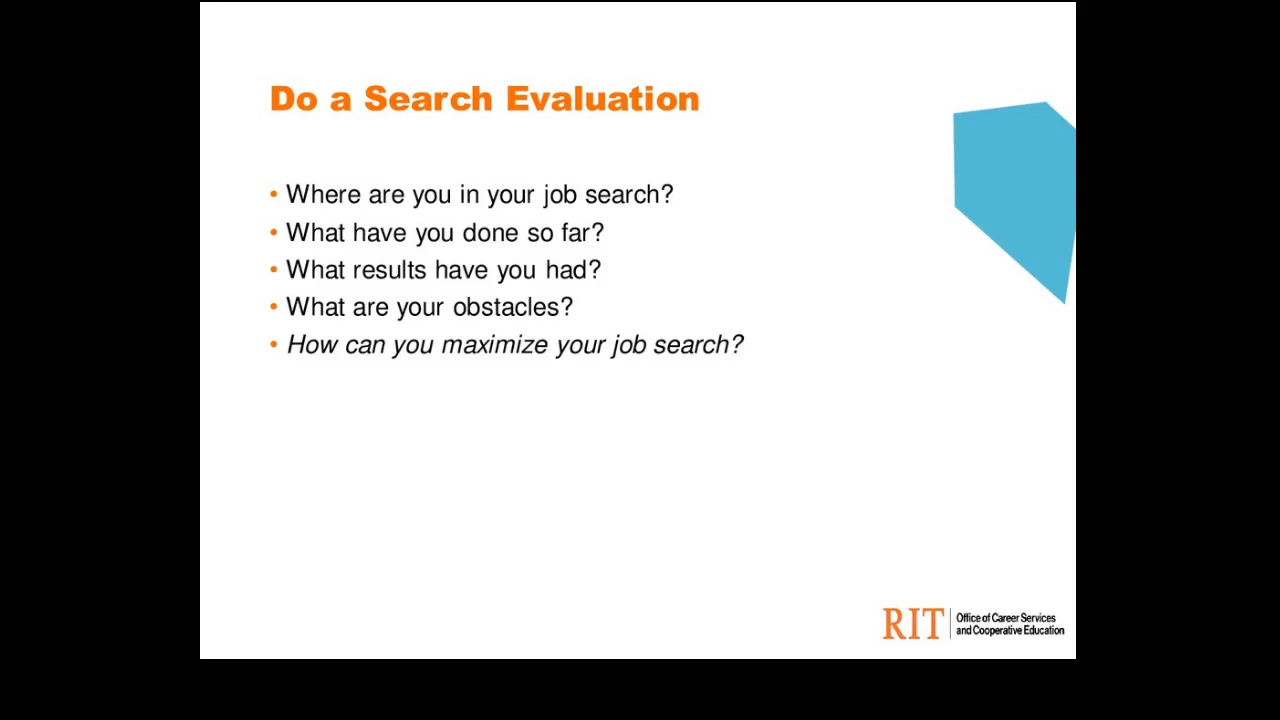 Do a Search Evaluation
• Where are you in your job search?
• What have you done so far?
• What results have you had?
• What are your obstacles?
• How can you maximize your job search?
RIT
Office of Career Services
and Cooperative Education